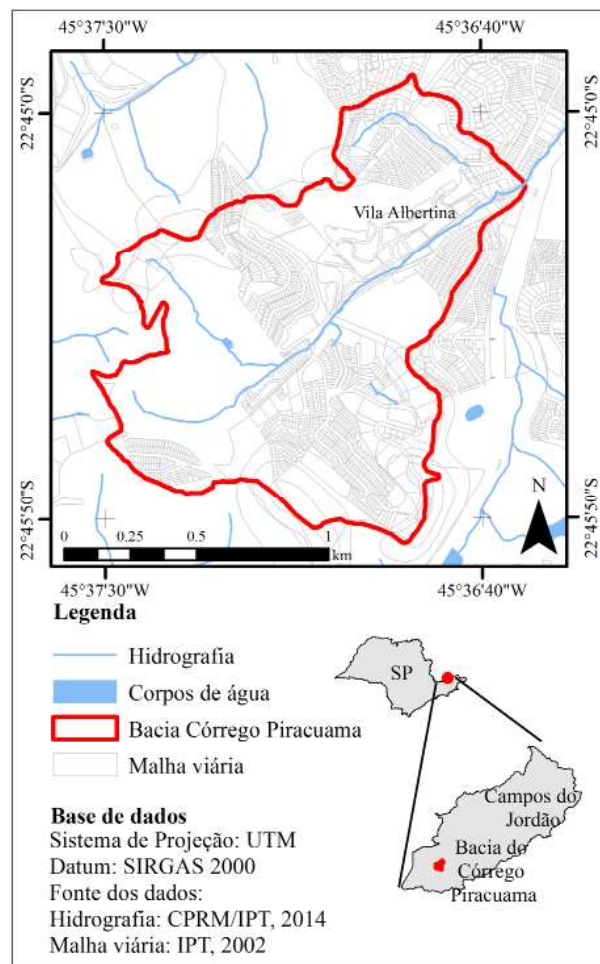 45°37'30"W 45°36'40"W
22°45'0"S 22°45'0"S
Vila Albertina
22°45'50"S 22°45'50"S
N
0 0.25 0.5 1
km
45°37'30"W 45°36'40"W
Legenda
Hidrografia
Corpos de água
Bacia Córrego Piracuama
Malha viária
Base de dados
Sistema de Projeção: UTM
Datum: SIRGAS 2000
Fonte dos dados:
Hidrografia: CPRM/IPT, 2014
Malha viária: IPT, 2002
SP
Campos do
Jordão
Bacia do
Córrego
Piracuama